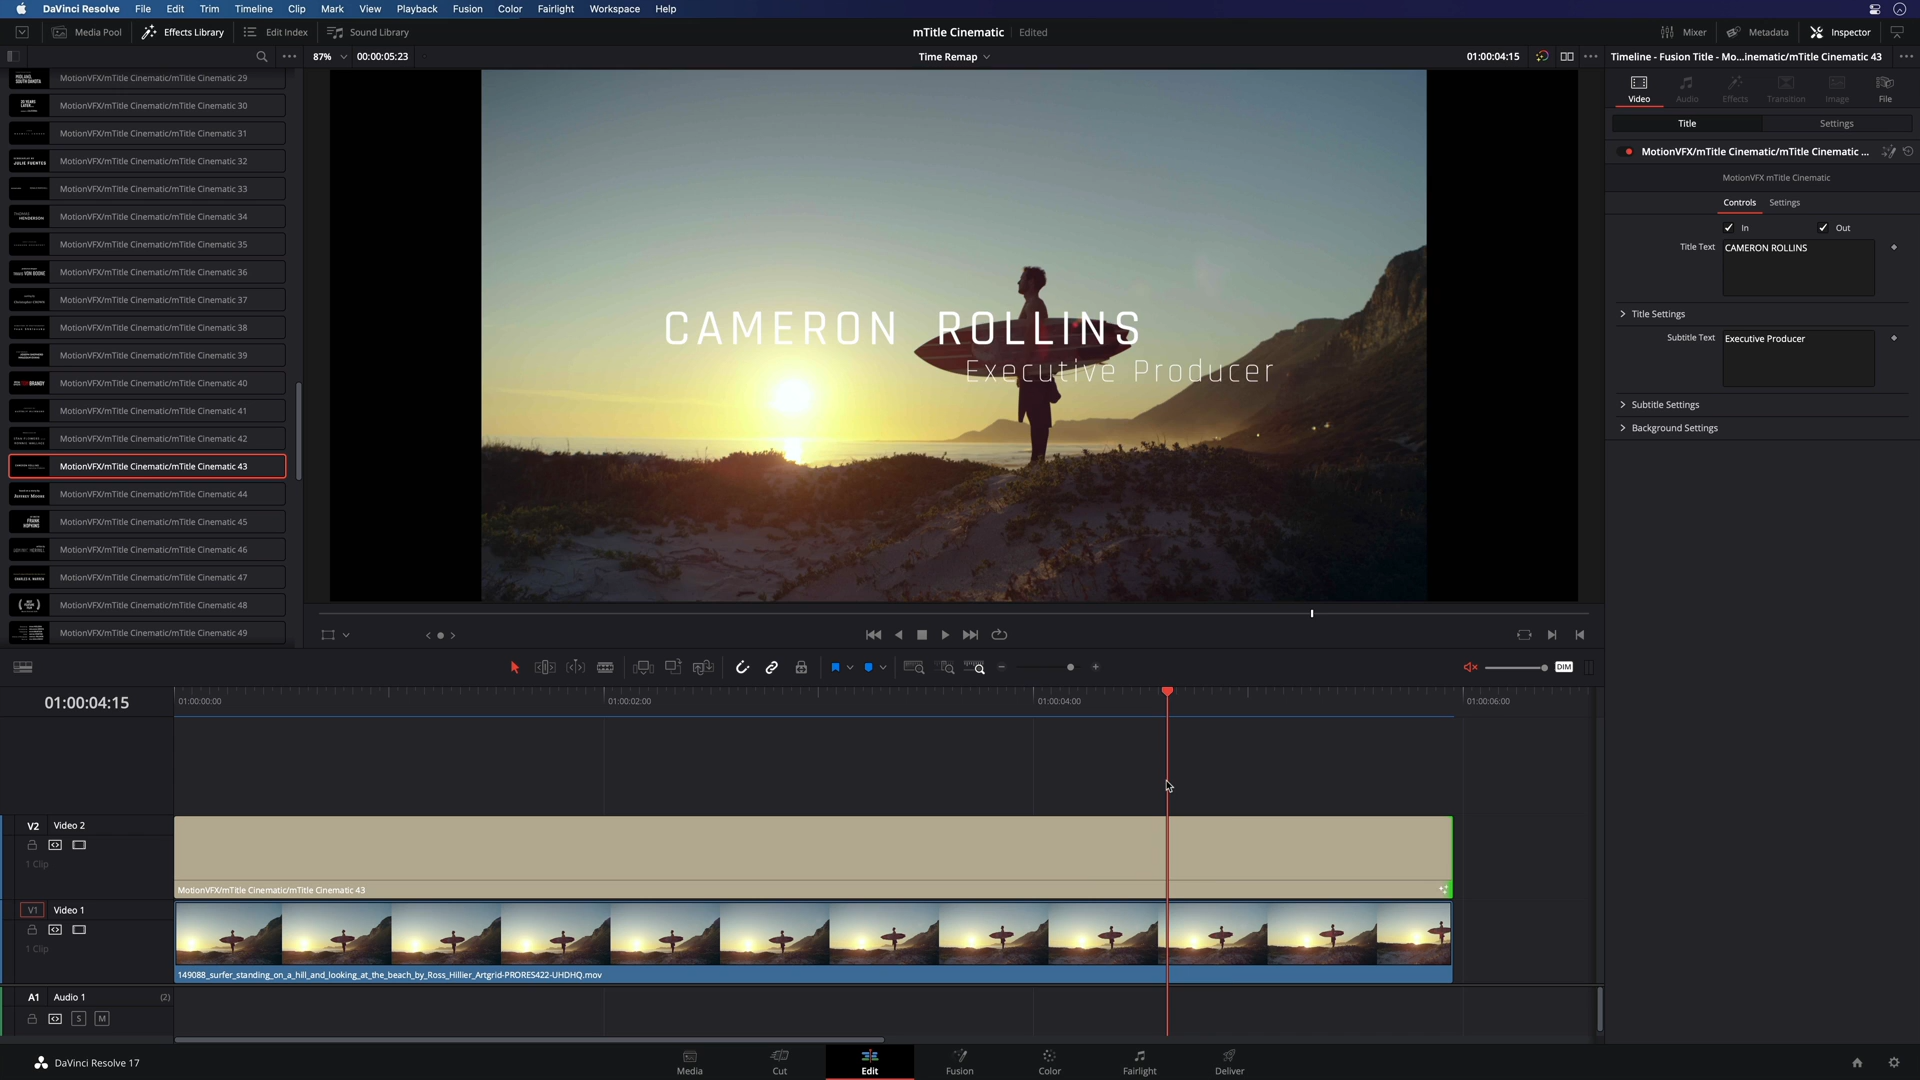 DaVinci Resolve File Edit Trim Timeline Clip Mark View Playback Fusion Color Fairlight Workspace Help
Media Pool Effects Library Edit Index Sound Library mTitle Cinematic Edited Mixer Metadata Inspector
87% 00:00:05:23 Time Remap 01:00:04:15 Timeline - Fusion Title - Mo...inematic/mTitle Cinematic 43
MotionVFX/mTitle Cinematic/mTitle Cinematic 29
MotionVFX/mTitle Cinematic/mTitle Cinematic 30
MotionVFX/mTitle Cinematic/mTitle Cinematic 31
JULIE FUENTES MotionVFX/mTitle Cinematic/mTitle Cinematic 32
MotionVFX/mTitle Cinematic/mTitle Cinematic 33
HENDERSON MotionVFX/mTitle Cinematic/mTitle Cinematic 34
MotionVFX/mTitle Cinematic/mTitle Cinematic 35
MotionVFX/mTitle Cinematic/mTitle Cinematic 36
MotionVFX/mTitle Cinematic/mTitle Cinematic 37
MotionVFX/mTitle Cinematic/mTitle Cinematic 38
MotionVFX/mTitle Cinematic/mTitle Cinematic 39
MotionVFX/mTitle Cinematic/mTitle Cinematic 40
MotionVFX/mTitle Cinematic/mTitle Cinematic 41
MotionVFX/mTitle Cinematic/mTitle Cinematic 42
MotionVFX/mTitle Cinematic/mTitle Cinematic 43
MotionVFX/mTitle Cinematic/mTitle Cinematic 44
FRANK HOPKINS MotionVFX/mTitle Cinematic/mTitle Cinematic 45
MotionVFX/mTitle Cinematic/mTitle Cinematic 46
MotionVFX/mTitle Cinematic/mTitle Cinematic 47
MotionVFX/mTitle Cinematic/mTitle Cinematic 48
MotionVFX/mTitle Cinematic/mTitle Cinematic 49
CAMERON ROLLINS
Executive Producer
Video Audio Effects Transition Image File
Title Settings
MotionVFX/mTitle Cinematic/mTitle Cinematic ...
MotionVFX mTitle Cinematic
Controls Settings
In Out
Title Text CAMERON ROLLINS
Title Settings
Subtitle Text Executive Producer
Subtitle Settings
Background Settings
DIM
01:00:04:15 01:00:00:00 01:00:02:00 01:00:04:00 01:00:06:00
V2 Video 2
1 Clip
MotionVFX/mTitle Cinematic/mTitle Cinematic 43
V1 Video 1
1 Clip
149088_surfer_standing_on_a_hill_and_looking_at_the_beach_by_Ross_Hillier_Artgrid-PRORES422-UHDHQ.mov
A1 Audio 1 (2)
S M
DaVinci Resolve 17 Media Cut Edit Fusion Color Fairlight Deliver